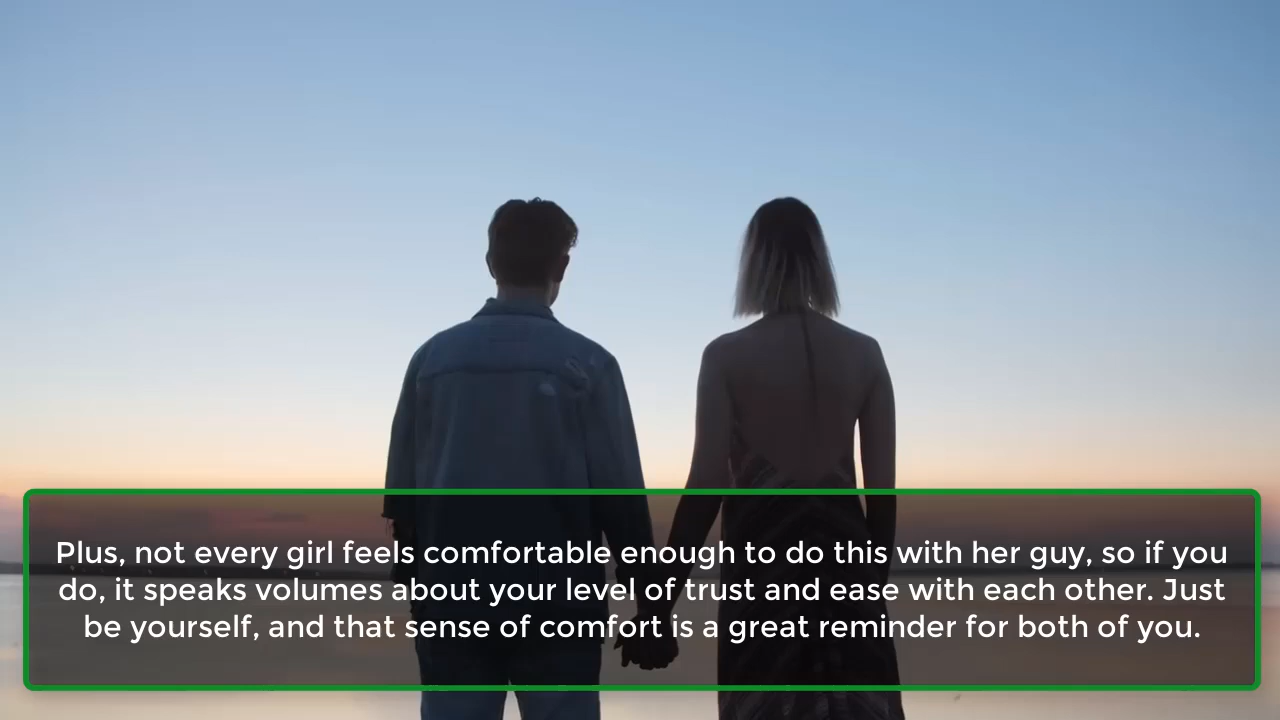 Plus, not every girl feels comfortable enough to do this with her guy, so if you
do, it speaks volumes about your level of trust and ease with each other. Just
be yourself, and that sense of comfort is a great reminder for both of you.